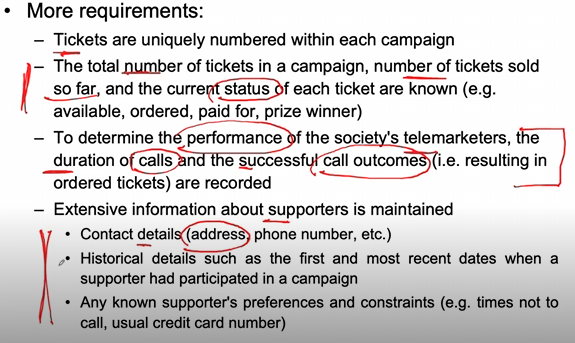 • More requirements:
– Tickets are uniquely numbered within each campaign
– The total number of tickets in a campaign, number of tickets sold
so far, and the current status of each ticket are known (e.g.
available, ordered, paid for, prize winner)
– To determine the performance of the society's telemarketers, the
duration of calls and the successful call outcomes (i.e. resulting in
ordered tickets) are recorded
– Extensive information about supporters is maintained
• Contact details (address, phone number, etc.)
• Historical details such as the first and most recent dates when a
supporter had participated in a campaign
• Any known supporter's preferences and constraints (e.g. times not to
call, usual credit card number)